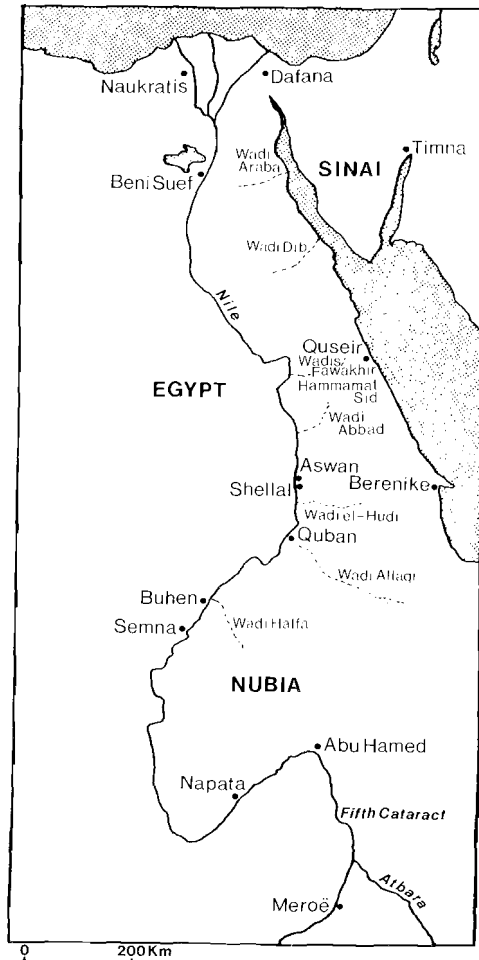 Naukratis
Dafana
Wadi
Araba
SINAI
Timna
Beni Suef
Wadi Dib
Nile
Quseir
Wadis
Fawakhir
Hammamat
Sid
EGYPT
Wadi
Abbad
Aswan
Shellal
Berenike
Wadi el-Hudi
Quban
Wadi Allaqi
Buhen
Semna
Wadi Halfa
NUBIA
Abu Hamed
Napata
Fifth Cataract
Atbara
Meroë
0 200 Km